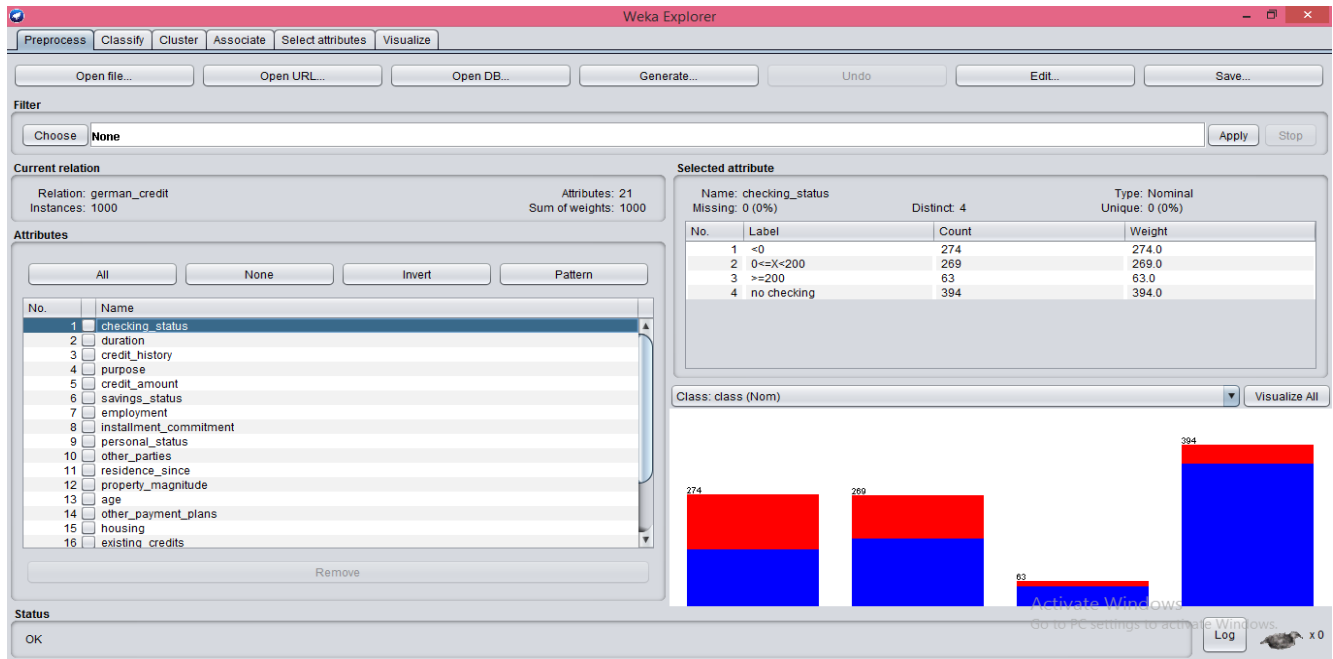 Weka Explorer
Preprocess Classify Cluster Associate Select attributes Visualize
Open file... Open URL... Open DB... Generate... Undo Edit... Save...
Filter
Choose None Apply Stop
Current relation
Relation: german_credit Attributes: 21
Instances: 1000 Sum of weights: 1000
Attributes
All None Invert Pattern
No. Name
1 checking_status
2 duration
3 credit_history
4 purpose
5 credit_amount
6 savings_status
7 employment
8 installment_commitment
9 personal_status
10 other_parties
11 residence_since
12 property_magnitude
13 age
14 other_payment_plans
15 housing
16 existing_credits
Remove
Selected attribute
Name: checking_status Type: Nominal
Missing: 0 (0%) Distinct: 4 Unique: 0 (0%)
No. Label Count Weight
1 <0 274 274.0
2 0<=X<200 269 269.0
3 >=200 63 63.0
4 no checking 394 394.0
Class: class (Nom) Visualize All
394
274 269
63
Activate Windows
Go to PC settings to activate Windows.
Status
OK Log x 0